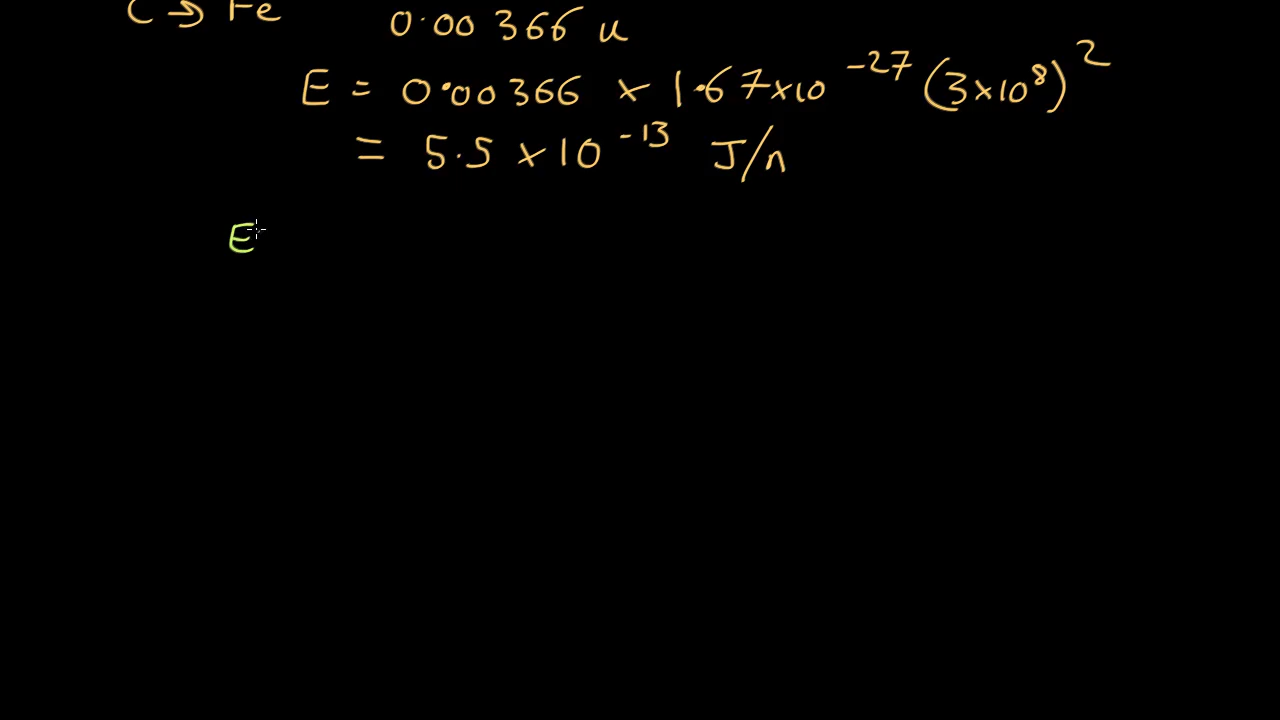 C → Fe 0.00366 u
E = 0.00366 × 1.67×10⁻²⁷ (3×10⁸)²
= 5.5 × 10⁻¹³ J/n
E